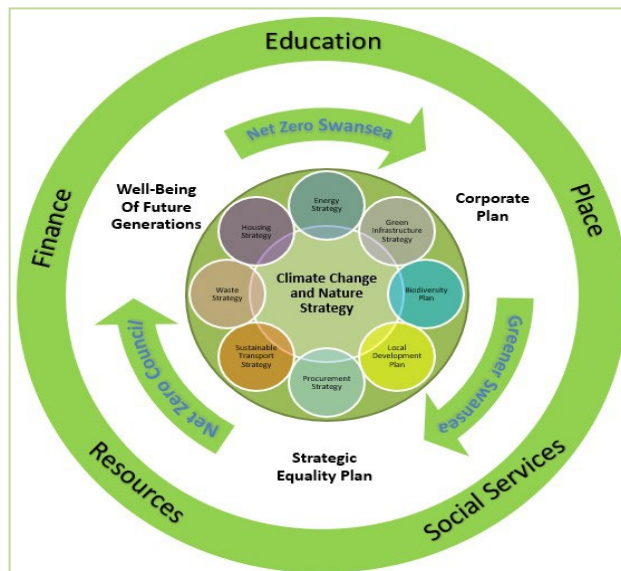 Education
Net Zero Swansea
Well-Being
Of Future
Generations
Corporate
Plan
Finance
Place
Energy
Strategy
Housing
Strategy
Green
Infrastructure
Strategy
Climate Change
and Nature
Strategy
Waste
Strategy
Biodiversity
Plan
Sustainable
Transport
Strategy
Local
Development
Plan
Procurement
Strategy
Net Zero Council
Greener Swansea
Strategic
Equality Plan
Resources
Social Services